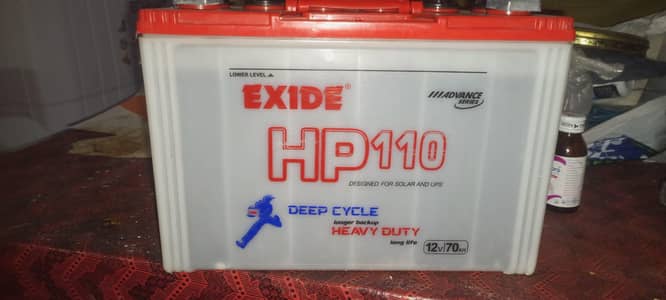 LOWER LEVEL
EXIDE®
ADVANCE
SERIES
HP110
DESIGNED FOR SOLAR AND UPS
DEEP CYCLE
longer backup
HEAVY DUTY
long life
12V/70AH